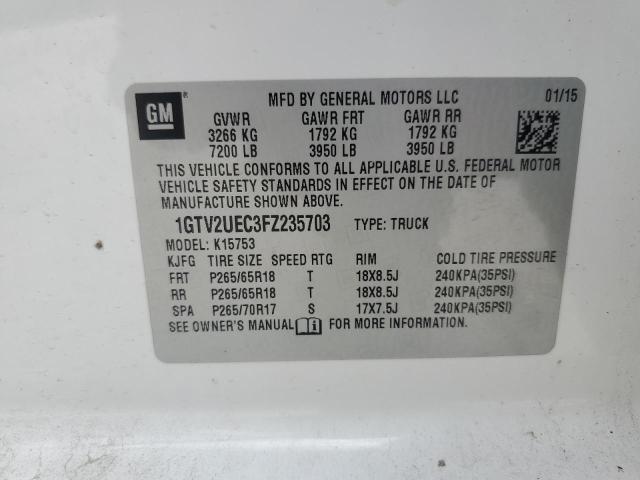 GM ®
MFD BY GENERAL MOTORS LLC 01/15
GVWR GAWR FRT GAWR RR
3266 KG 1792 KG 1792 KG
7200 LB 3950 LB 3950 LB
THIS VEHICLE CONFORMS TO ALL APPLICABLE U.S. FEDERAL MOTOR
VEHICLE SAFETY STANDARDS IN EFFECT ON THE DATE OF
MANUFACTURE SHOWN ABOVE.
1GTV2UEC3FZ235703 TYPE: TRUCK
MODEL: K15753
KJFG TIRE SIZE SPEED RTG RIM COLD TIRE PRESSURE
FRT P265/65R18 T 18X8.5J 240KPA(35PSI)
RR P265/65R18 T 18X8.5J 240KPA(35PSI)
SPA P265/70R17 S 17X7.5J 240KPA(35PSI)
SEE OWNER'S MANUAL i FOR MORE INFORMATION.